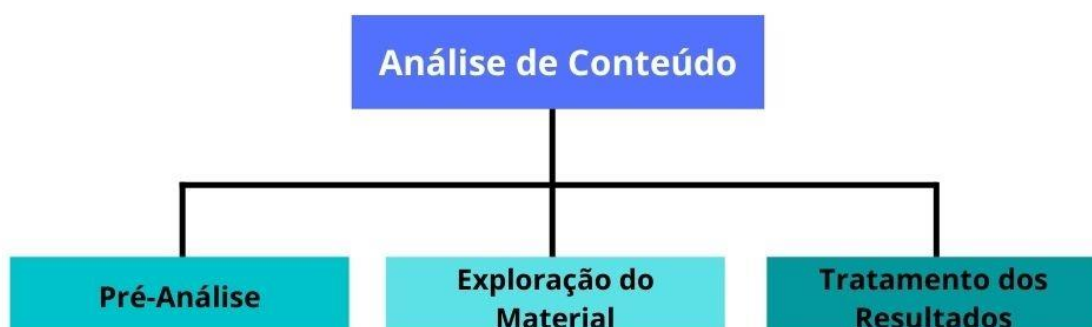 Análise de Conteúdo
Pré-Análise
Exploração do
Material
Tratamento dos
Resultados